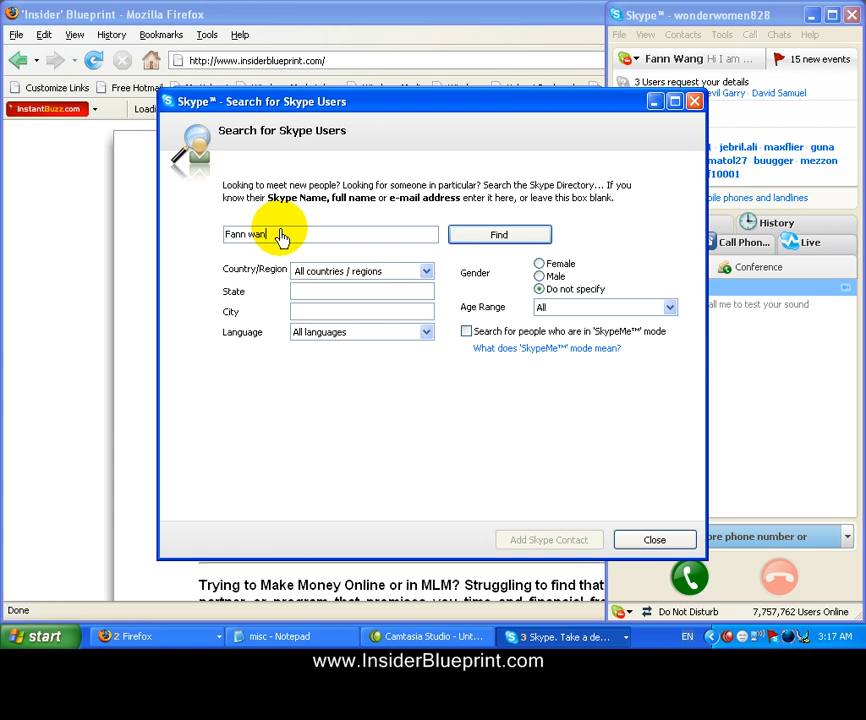 'Insider' Blueprint - Mozilla Firefox
File Edit View History Bookmarks Tools Help
http://www.insiderblueprint.com/
Customize Links Free Hotmail
InstantBuzz.com Loadi
Skype™ - wonderwomen828
File View Contacts Tools Call Chats Help
Fann Wang Hi I am ... 15 new events
3 Users request your details
evil Garry , David Samuel
jebril.ali maxflier guna
matol27 buugger mezzon
f10001
bile phones and landlines
History
Call Phon... Live
Conference
all me to test your sound
Skype™ - Search for Skype Users
Search for Skype Users
Looking to meet new people? Looking for someone in particular? Search the Skype Directory... If you
know their Skype Name, full name or e-mail address enter it here, or leave this box blank.
Fann wan
Find
Country/Region All countries / regions
State
City
Language All languages
Gender
Female
Male
Do not specify
Age Range All
Search for people who are in 'SkypeMe™' mode
What does 'SkypeMe™' mode mean?
Add Skype Contact Close
ore phone number or
Trying to Make Money Online or in MLM? Struggling to find that
Done
Do Not Disturb 7,757,762 Users Online
start 2 Firefox misc - Notepad Camtasia Studio - Unt... 3 Skype. Take a de... EN 3:17 AM
www.InsiderBlueprint.com